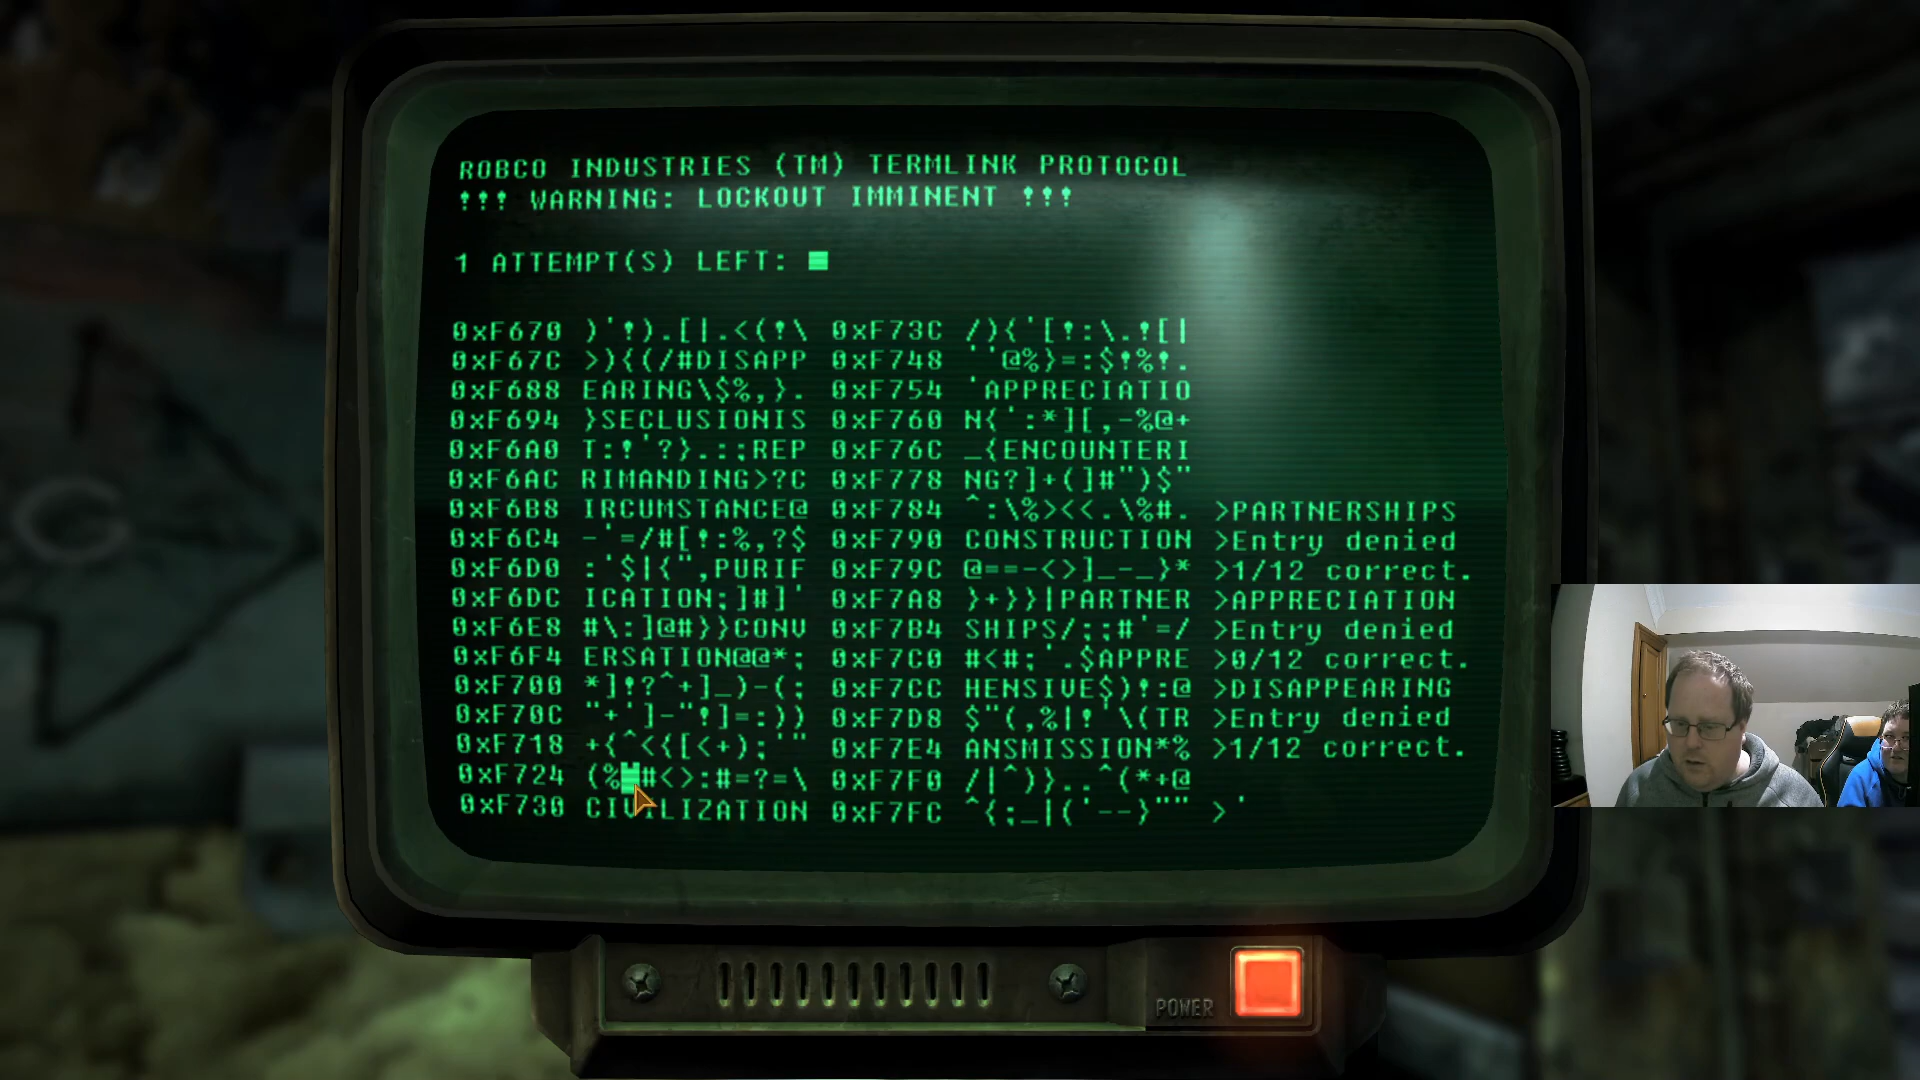 ROBCO INDUSTRIES (TM) TERMLINK PROTOCOL
!!! WARNING: LOCKOUT IMMINENT !!!
1 ATTEMPT(S) LEFT:
0xF670 )'!).[|.<(!\ 0xF73C /){'[!:\.![|
0xF67C >){(/#DISAPP 0xF748 ''@%}=:$!%!.
0xF688 EARING\$%,}. 0xF754 'APPRECIATIO
0xF694 }SECLUSIONIS 0xF760 N{':*][,-%@+
0xF6A0 T:!'?}.:;REP 0xF76C _{ENCOUNTERI
0xF6AC RIMANDING>?C 0xF778 NG?]+(]#")$"
0xF6B8 IRCUMSTANCE@ 0xF784 ^:\%><<.\%#. >PARTNERSHIPS
0xF6C4 -'=/#[!:%,?$ 0xF790 CONSTRUCTION >Entry denied
0xF6D0 :'$|{",PURIF 0xF79C @==-<>]_-_}* >1/12 correct.
0xF6DC ICATION;]#]' 0xF7A8 }+}}|PARTNER >APPRECIATION
0xF6E8 #\:]@#}}CONV 0xF7B4 SHIPS/;;#'=/ >Entry denied
0xF6F4 ERSATION@@*; 0xF7C0 #<#;'.$APPRE >0/12 correct.
0xF700 *]!?^+]_)-(; 0xF7CC HENSIVE$)!:@ >DISAPPEARING
0xF70C "+']-"!]=:)) 0xF7D8 $"(,%|!'\(TR >Entry denied
0xF718 +{^<{[<+);'" 0xF7E4 ANSMISSION*% >1/12 correct.
0xF724 (%"#<>:#=?=\ 0xF7F0 /|^)}..^(*+@
0xF730 CIVILIZATION 0xF7FC ^{;_|('--}"" >'
POWER